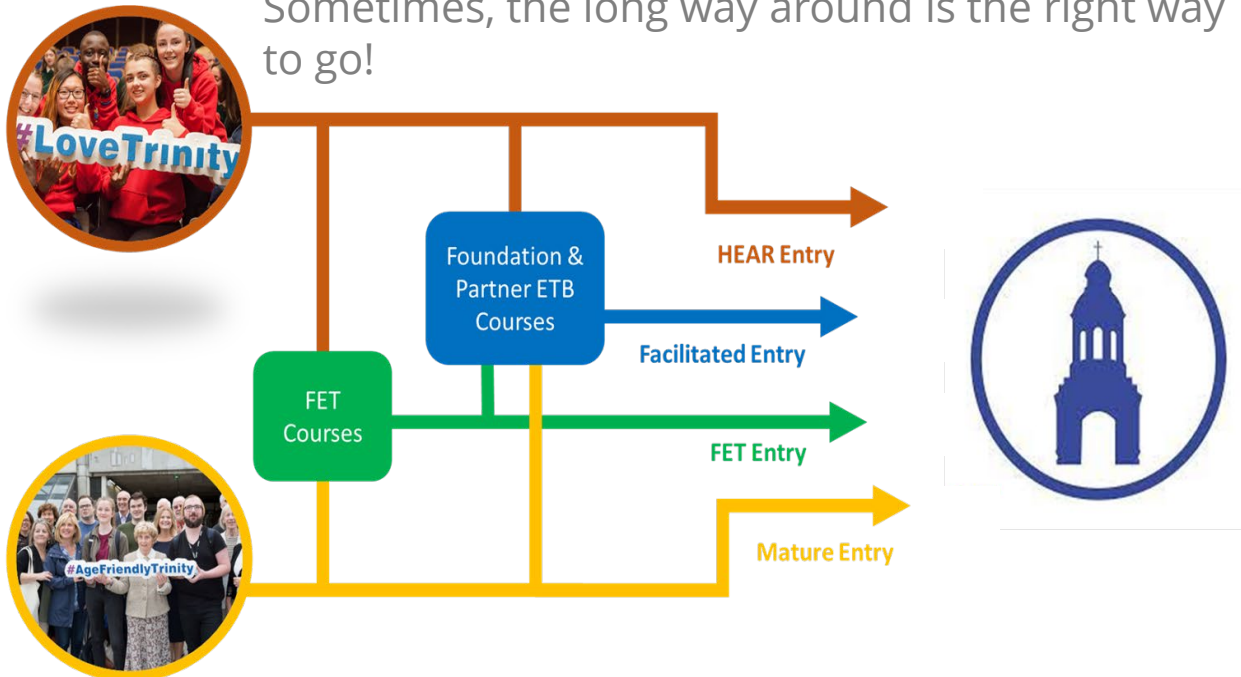 Sometimes, the long way around is the right way
to go!
#LoveTrinity
HEAR Entry
Foundation &
Partner ETB
Courses
Facilitated Entry
FET
Courses
FET Entry
Mature Entry
#AgeFriendlyTrinity